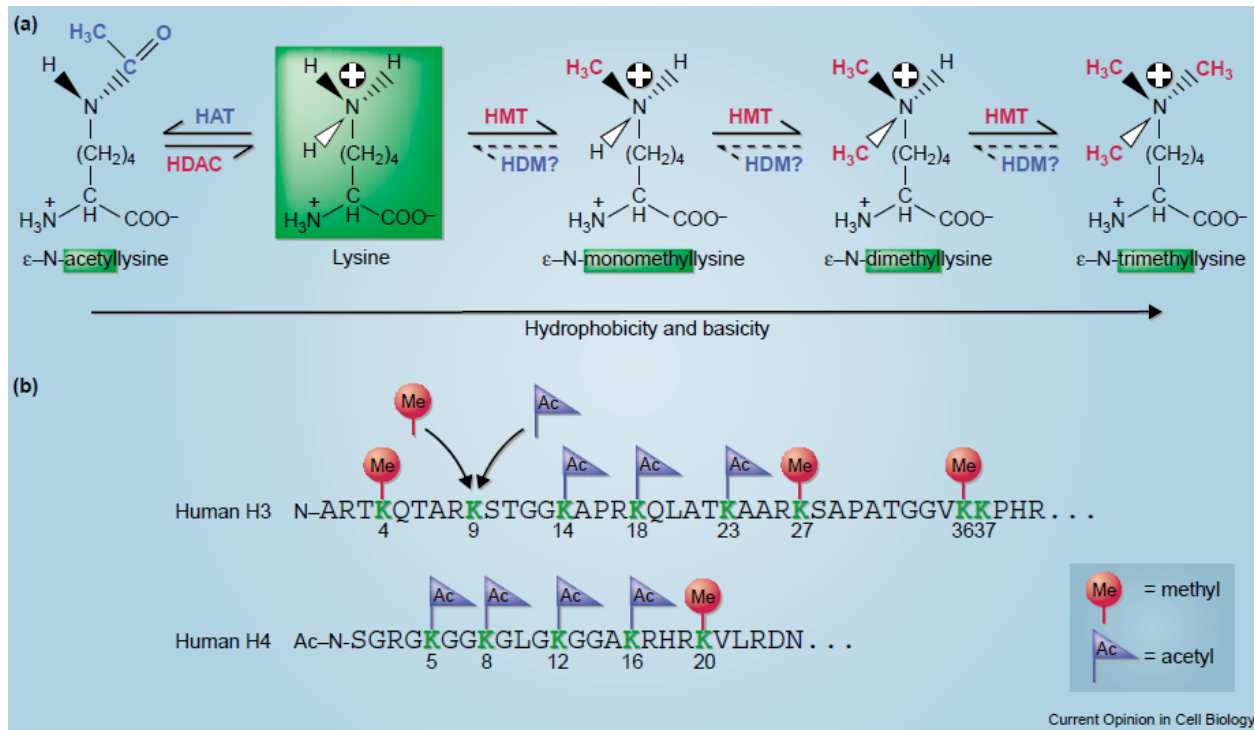 (a)
H₃C O
C
H
N
(CH₂)₄
C
H
H₃N⁺ COO⁻
ε–N-acetyllysine
HAT
HDAC
H H
N
H
(CH₂)₄
C
H
H₃N⁺ COO⁻
Lysine
HMT
HDM?
H₃C H
N
H
(CH₂)₄
C
H
H₃N⁺ COO⁻
ε–N-monomethyllysine
HMT
HDM?
H₃C H
N
H₃C
(CH₂)₄
C
H
H₃N⁺ COO⁻
ε–N-dimethyllysine
HMT
HDM?
H₃C CH₃
N
H₃C
(CH₂)₄
C
H
H₃N⁺ COO⁻
ε–N-trimethyllysine
Hydrophobicity and basicity
(b)
Me Ac
Me Ac Ac Ac Me Me
Human H3 N–ARTKQTARKSTGGKAPRKQLATKAARKSAPATGGVKKPHR...
4 9 14 18 23 27 3637
Ac Ac Ac Ac Me
Human H4 Ac–N-SGRGKGGKGLGKGGAKRHRKVLRDN...
5 8 12 16 20
Me = methyl
Ac = acetyl
Current Opinion in Cell Biology